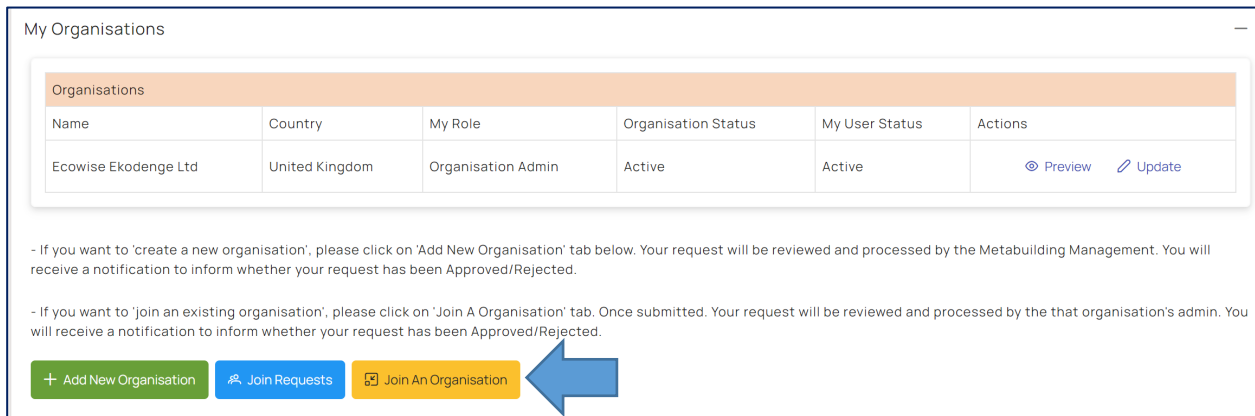 My Organisations
Organisations
Name Country My Role Organisation Status My User Status Actions
Ecowise Ekodenge Ltd United Kingdom Organisation Admin Active Active Preview Update
- If you want to 'create a new organisation', please click on 'Add New Organisation' tab below. Your request will be reviewed and processed by the Metabuilding Management. You will
receive a notification to inform whether your request has been Approved/Rejected.
- If you want to 'join an existing organisation', please click on 'Join A Organisation' tab. Once submitted. Your request will be reviewed and processed by the that organisation's admin. You
will receive a notification to inform whether your request has been Approved/Rejected.
+ Add New Organisation Join Requests Join An Organisation